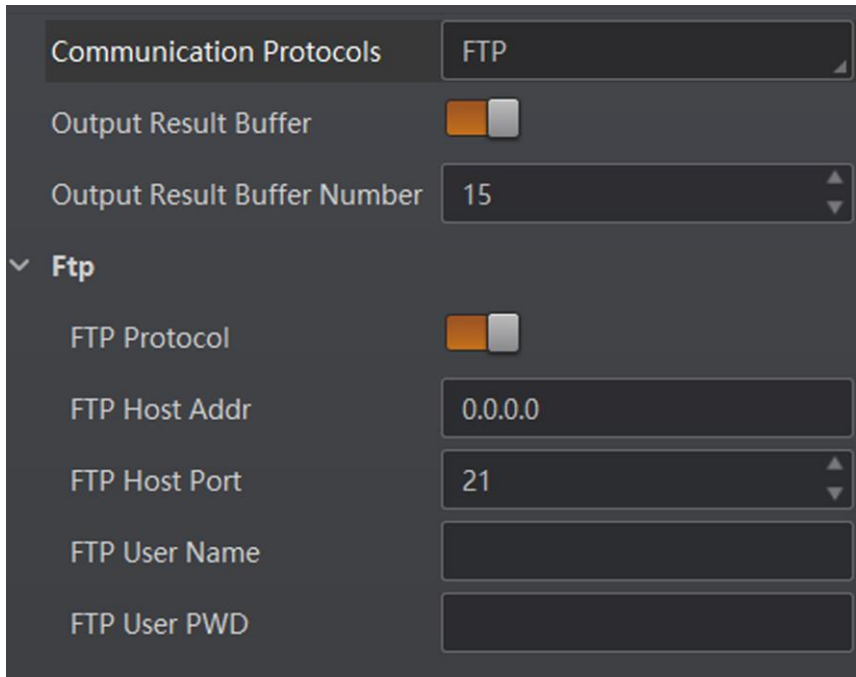 Communication Protocols FTP
Output Result Buffer
Output Result Buffer Number 15
Ftp
FTP Protocol
FTP Host Addr 0.0.0.0
FTP Host Port 21
FTP User Name
FTP User PWD